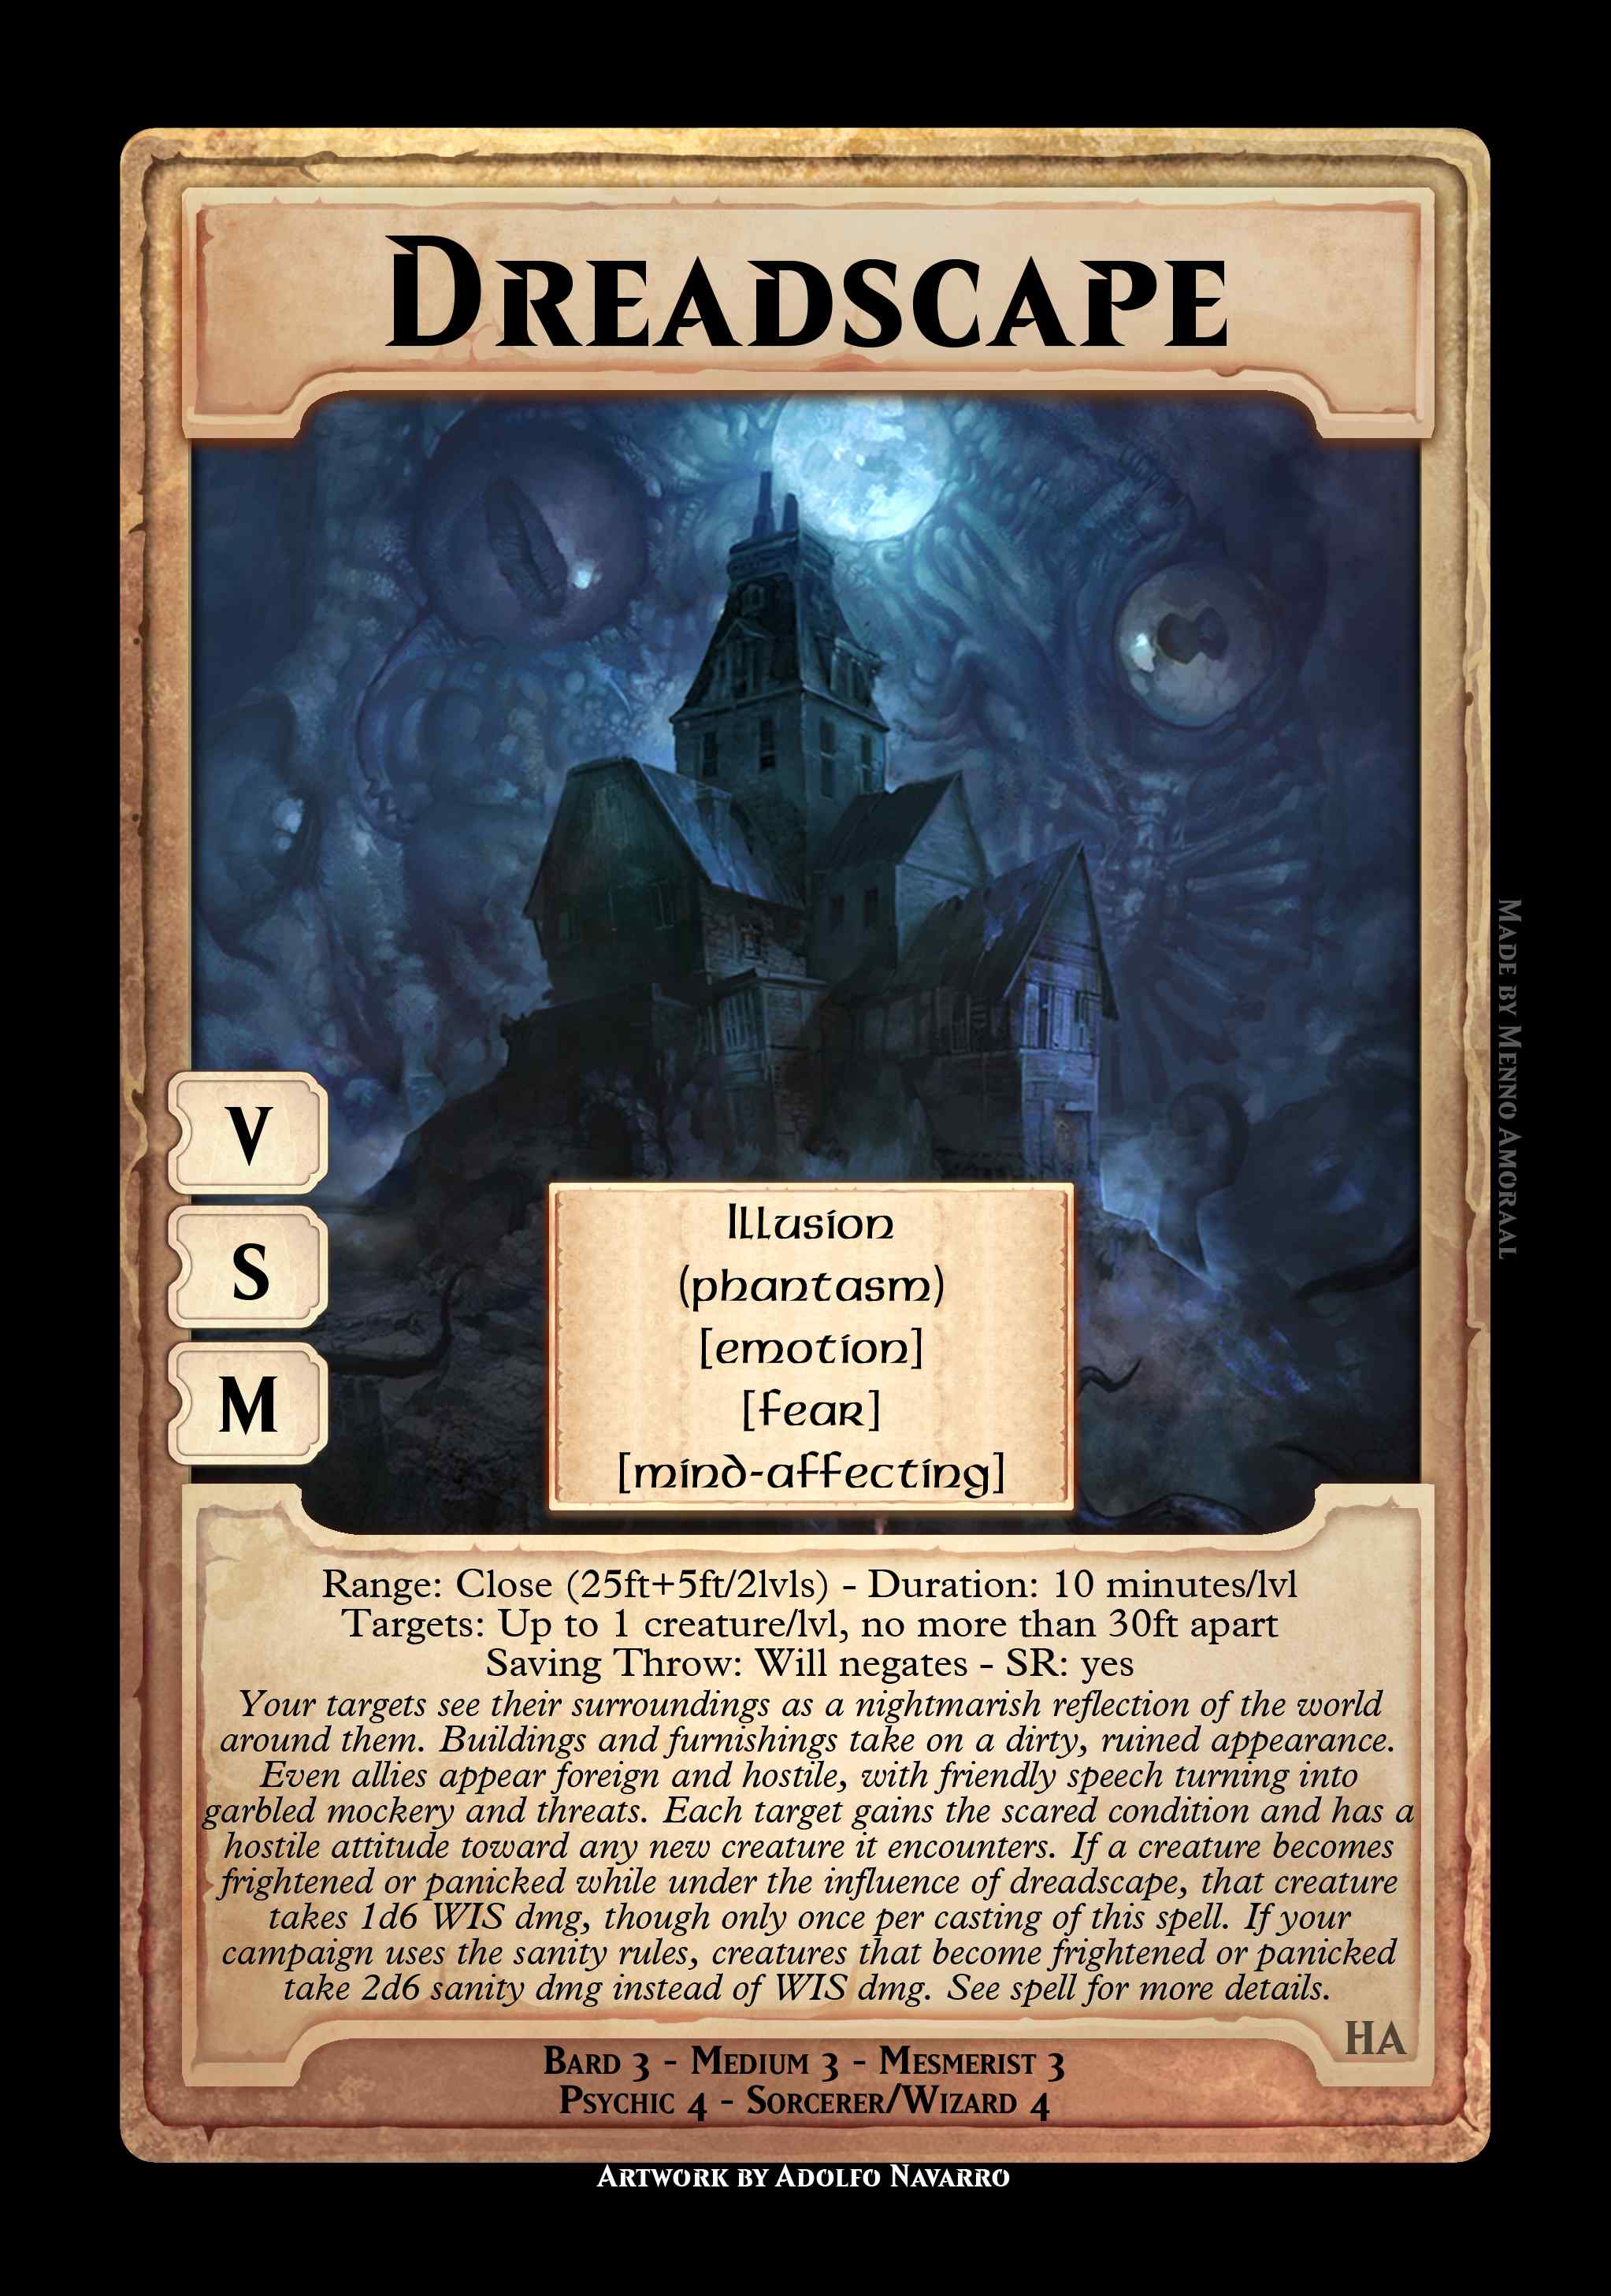 Dreadscape
V
S
M
Illusion
(phantasm)
[emotion]
[fear]
[mind-affecting]
Range: Close (25ft+5ft/2lvls) - Duration: 10 minutes/lvl
Targets: Up to 1 creature/lvl, no more than 30ft apart
Saving Throw: Will negates - SR: yes
Your targets see their surroundings as a nightmarish reflection of the world
around them. Buildings and furnishings take on a dirty, ruined appearance.
Even allies appear foreign and hostile, with friendly speech turning into
garbled mockery and threats. Each target gains the scared condition and has a
hostile attitude toward any new creature it encounters. If a creature becomes
frightened or panicked while under the influence of dreadscape, that creature
takes 1d6 WIS dmg, though only once per casting of this spell. If your
campaign uses the sanity rules, creatures that become frightened or panicked
take 2d6 sanity dmg instead of WIS dmg. See spell for more details.
HA
Bard 3 - Medium 3 - Mesmerist 3
Psychic 4 - Sorcerer/Wizard 4
Artwork by Adolfo Navarro
Made by Menno Amoraal